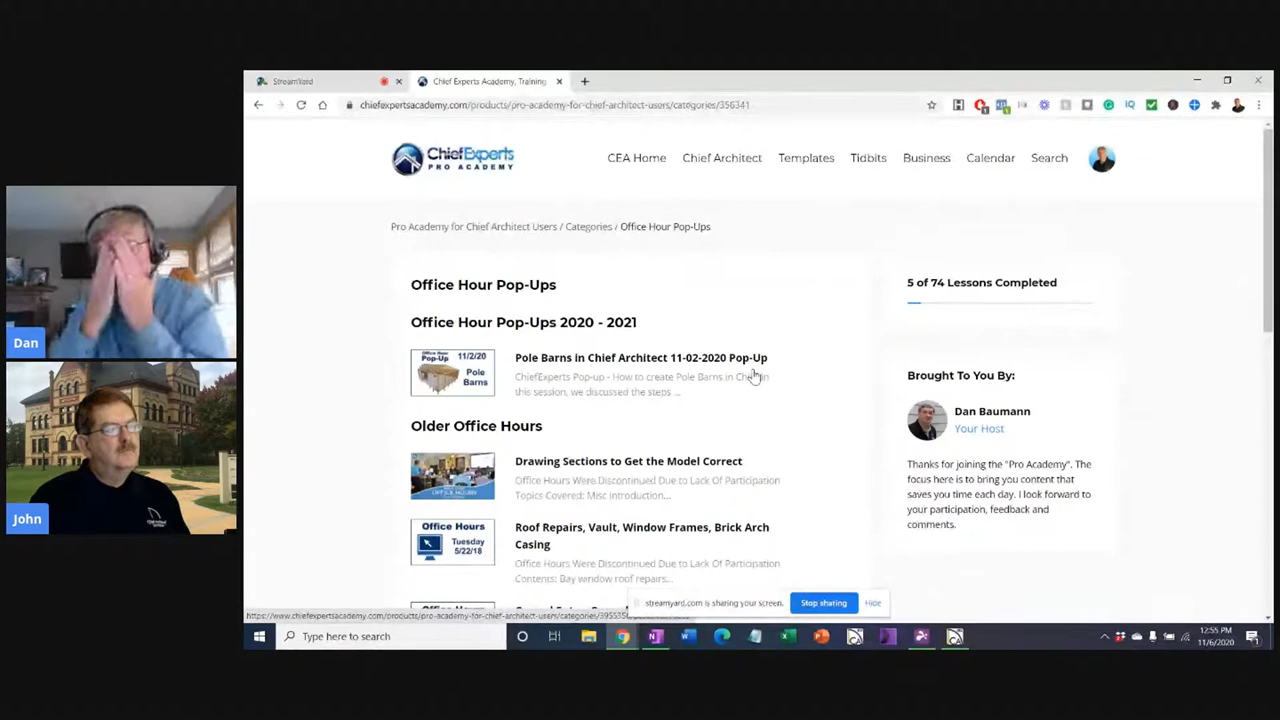 StreamYard
Chief Experts Academy, Training
chiefexpertsacademy.com/products/pro-academy-for-chief-architect-users/categories/356341
ChiefExperts
PRO ACADEMY
CEA Home
Chief Architect
Templates
Tidbits
Business
Calendar
Search
Pro Academy for Chief Architect Users / Categories / Office Hour Pop-Ups
Office Hour Pop-Ups
Office Hour Pop-Ups 2020 - 2021
Office Hour
Pop-Up
11/2/20
Pole
Barns
Pole Barns in Chief Architect 11-02-2020 Pop-Up
ChiefExperts Pop-up - How to create Pole Barns in
this session, we discussed the steps ...
Older Office Hours
Drawing Sections to Get the Model Correct
Office Hours Were Discontinued Due to Lack Of Participation
Topics Covered: Misc Introduction...
Office Hours
Tuesday
5/22/18
Roof Repairs, Vault, Window Frames, Brick Arch
Casing
Office Hours Were Discontinued Due to Lack Of Participation
Contents: Bay window roof repairs...
5 of 74 Lessons Completed
Brought To You By:
Dan Baumann
Your Host
Thanks for joining the "Pro Academy". The
focus here is to bring you content that
saves you time each day. I look forward to
your participation, feedback and
comments.
Dan
John
streamyard.com is sharing your screen.
Stop sharing
Hide
Type here to search
12:55 PM
11/6/2020